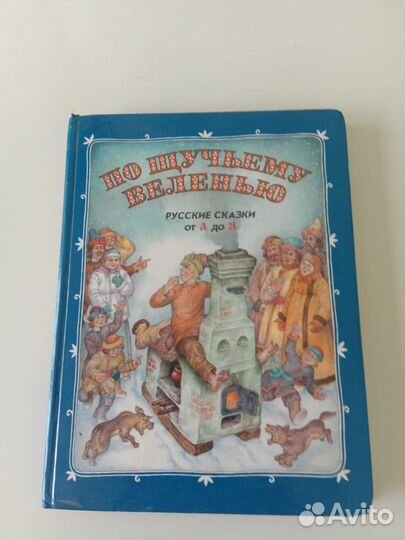 ПО ЩУЧЬЕМУ
ВЕЛЕНЬЮ
РУССКИЕ СКАЗКИ
от А до Я
Avito